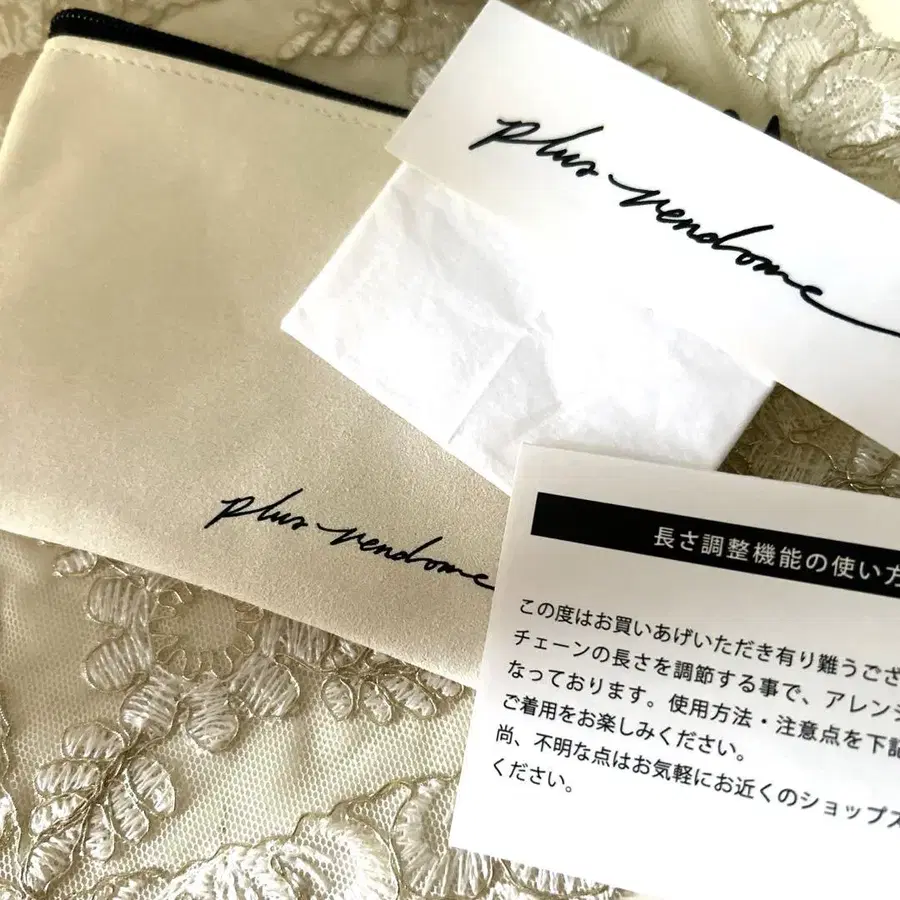 plus vendome
plus vendome
長さ調整機能の使い方
この度はお買いあげいただき有り難うござ
チェーンの長さを調節する事で、アレンジ
なっております。使用方法・注意点を下記
ご着用をお楽しみください。
尚、不明な点はお気軽にお近くのショップス
ください。